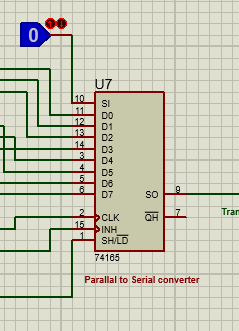 0
U7
10 SI
11 D0
12 D1
13 D2
14 D3
3 D4
4 D5
5 D6
6 D7
SO 9
2 CLK
QH 7
15 INH
1 SH/LD
74165
Parallal to Serial converter
Tran